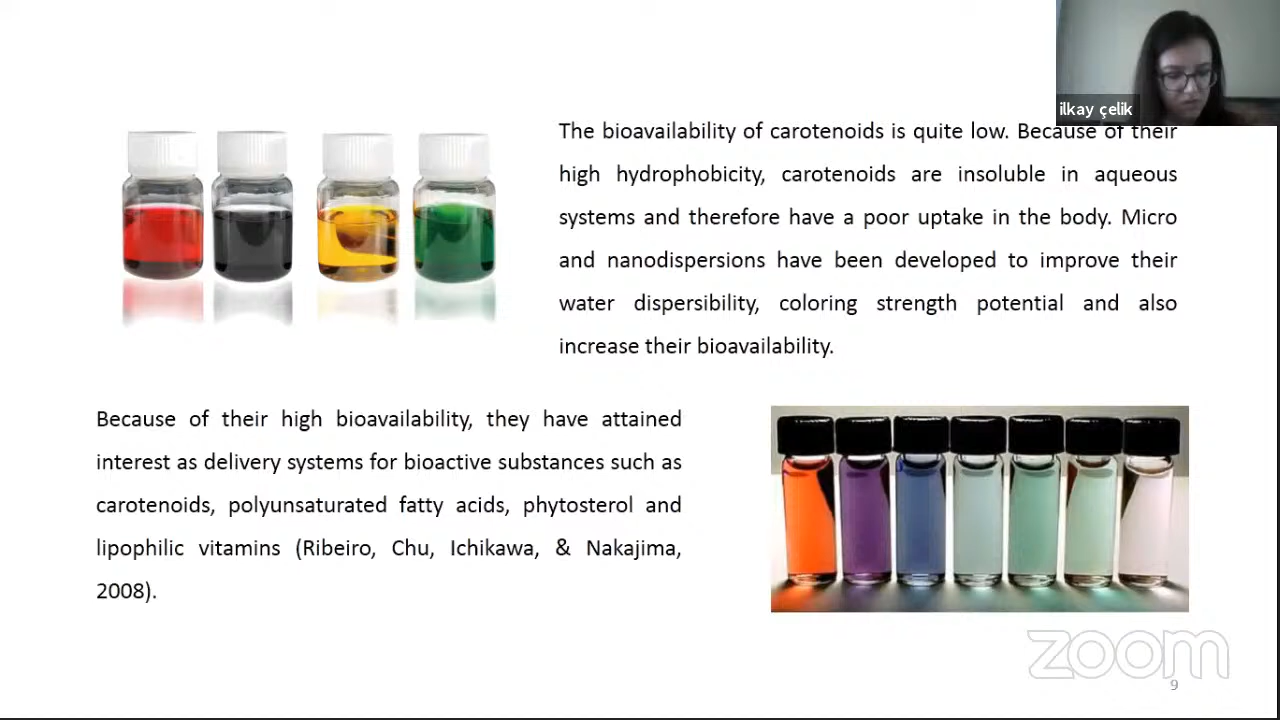 ilkay çelik
The bioavailability of carotenoids is quite low. Because of their
high hydrophobicity, carotenoids are insoluble in aqueous
systems and therefore have a poor uptake in the body. Micro
and nanodispersions have been developed to improve their
water dispersibility, coloring strength potential and also
increase their bioavailability.
Because of their high bioavailability, they have attained
interest as delivery systems for bioactive substances such as
carotenoids, polyunsaturated fatty acids, phytosterol and
lipophilic vitamins (Ribeiro, Chu, Ichikawa, & Nakajima,
2008).
zoom
9